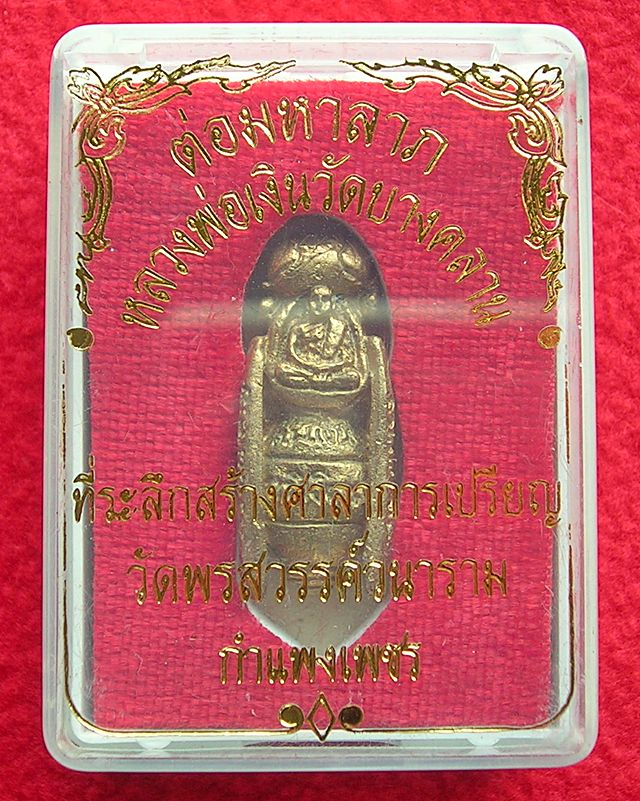 ต่อมหาลาภ
หลวงพ่อเงินวัดบางคลาน
ที่ระลึกสร้างศาลาการเปรียญ
วัดพรสวรรค์วนาราม
กำแพงเพชร